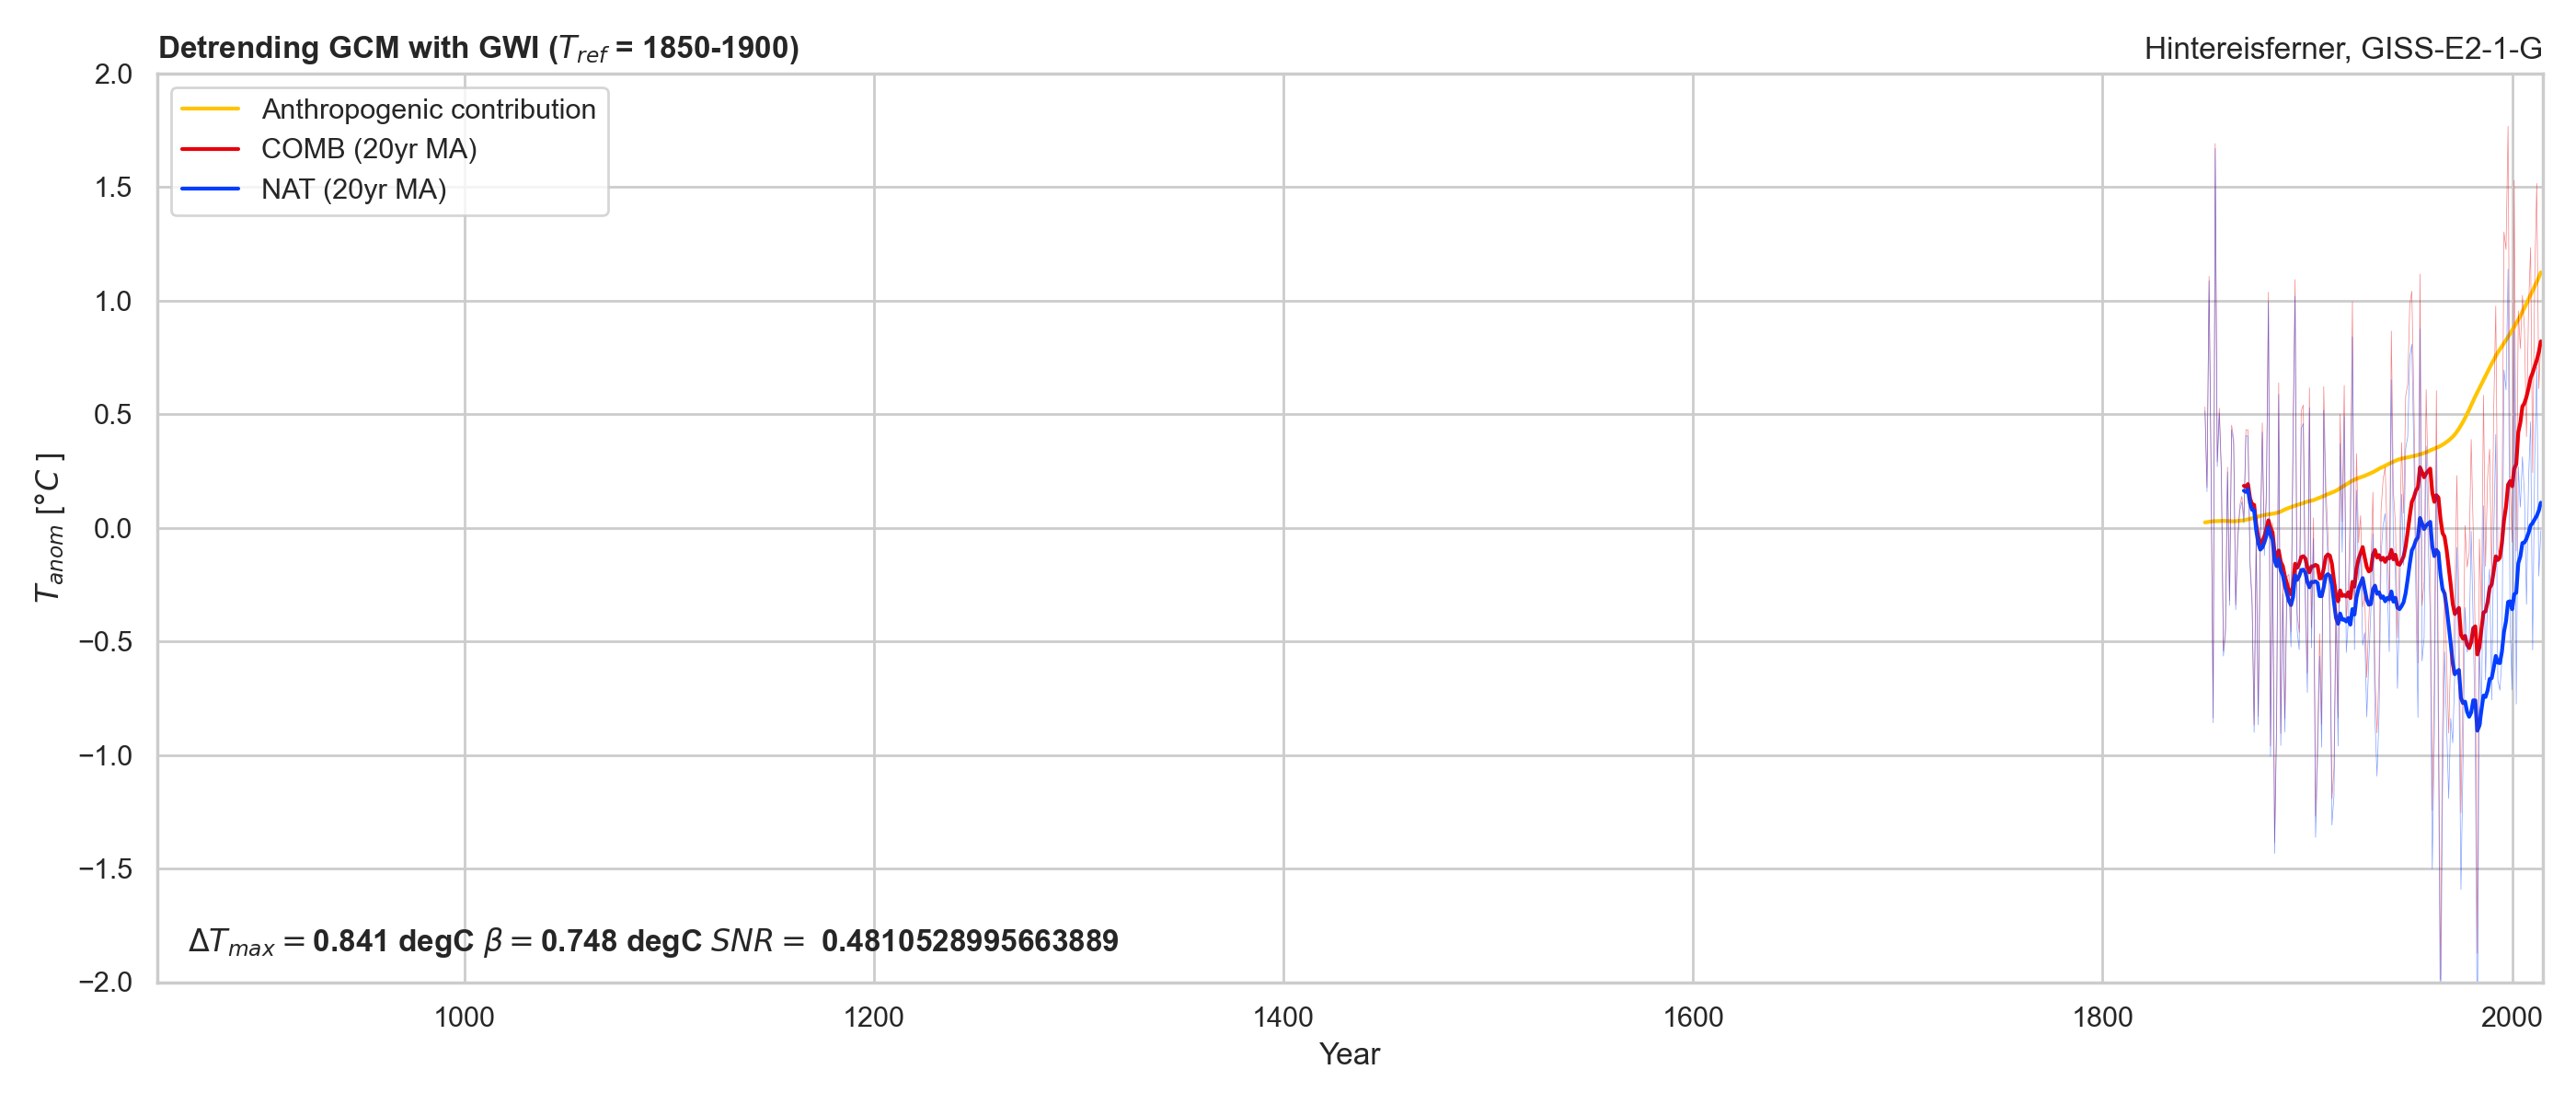 Detrending GCM with GWI (T_ref = 1850-1900)
Hintereisferner, GISS-E2-1-G
Anthropogenic contribution
COMB (20yr MA)
NAT (20yr MA)
2.0
1.5
1.0
0.5
0.0
−0.5
−1.0
−1.5
−2.0
T_anom [°C ]
ΔT_max = 0.841 degC β = 0.748 degC SNR = 0.4810528995663889
1000
1200
1400
1600
1800
2000
Year